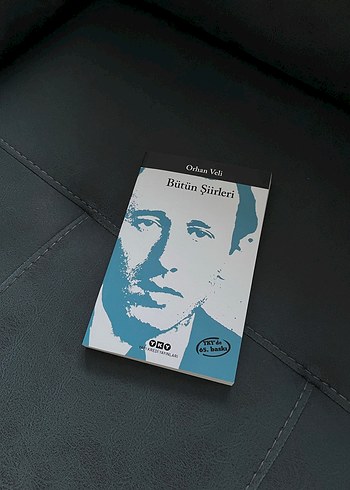 Orhan Veli
Bütün Şiirleri
YKY'de
65. baskı
YKY
YAPI KREDİ YAYINLARI